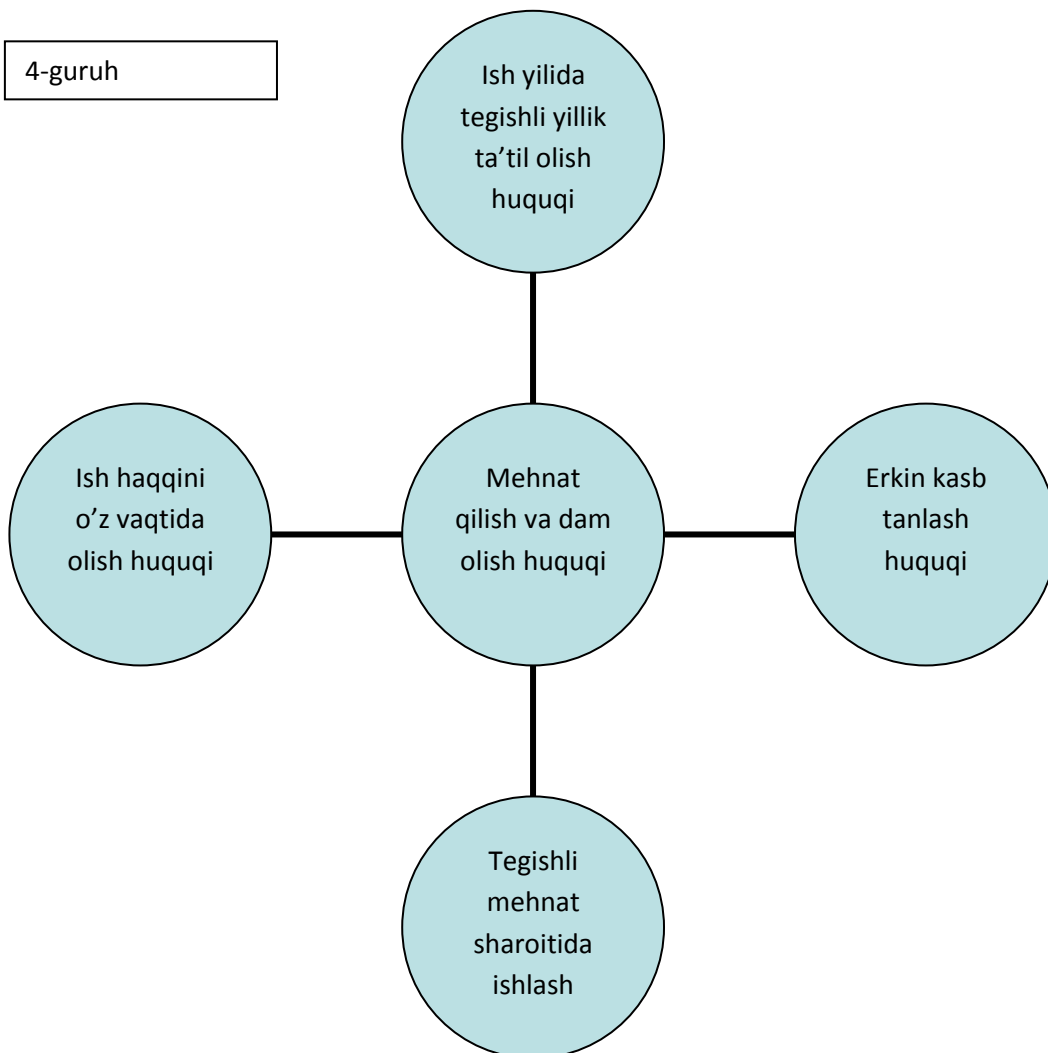 4-guruh
Ish yilida
tegishli yillik
ta’til olish
huquqi
Ish haqqini
o’z vaqtida
olish huquqi
Mehnat
qilish va dam
olish huquqi
Erkin kasb
tanlash
huquqi
Tegishli
mehnat
sharoitida
ishlash